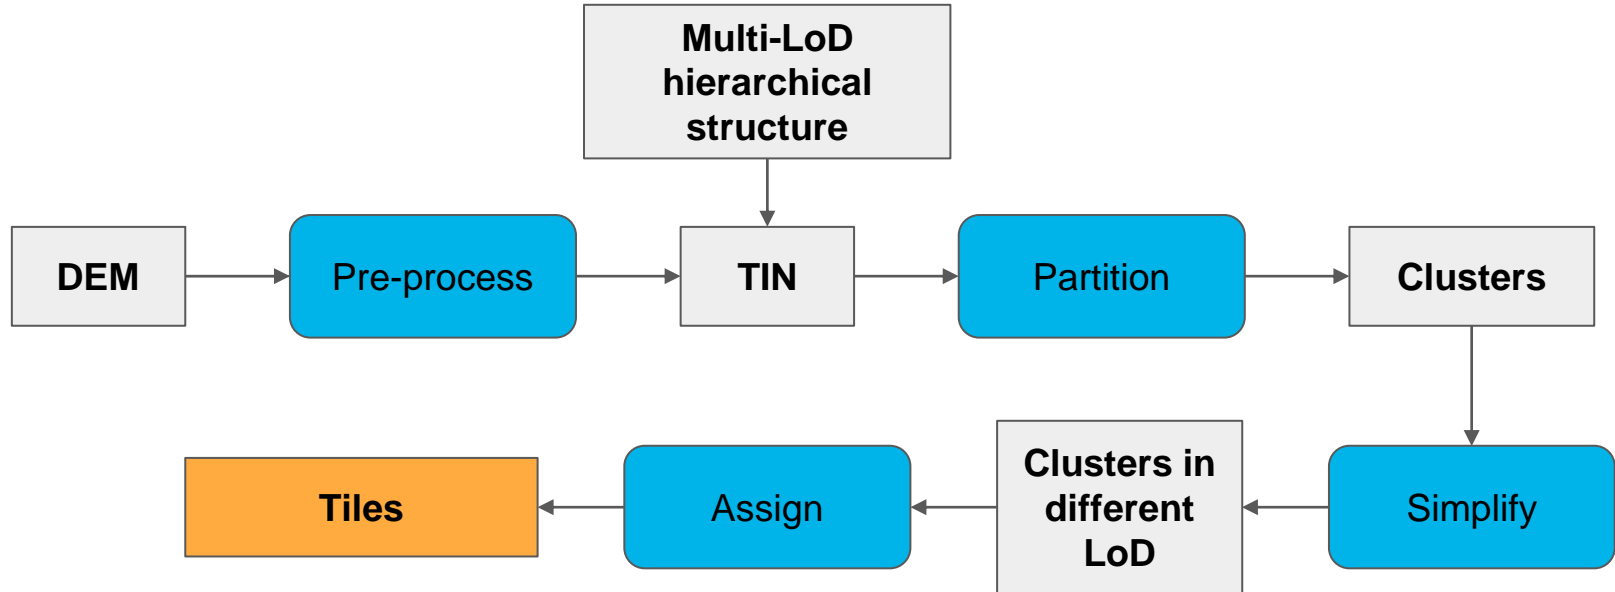 Multi-LoD
hierarchical
structure
DEM
Pre-process
TIN
Partition
Clusters
Tiles
Assign
Clusters in
different
LoD
Simplify